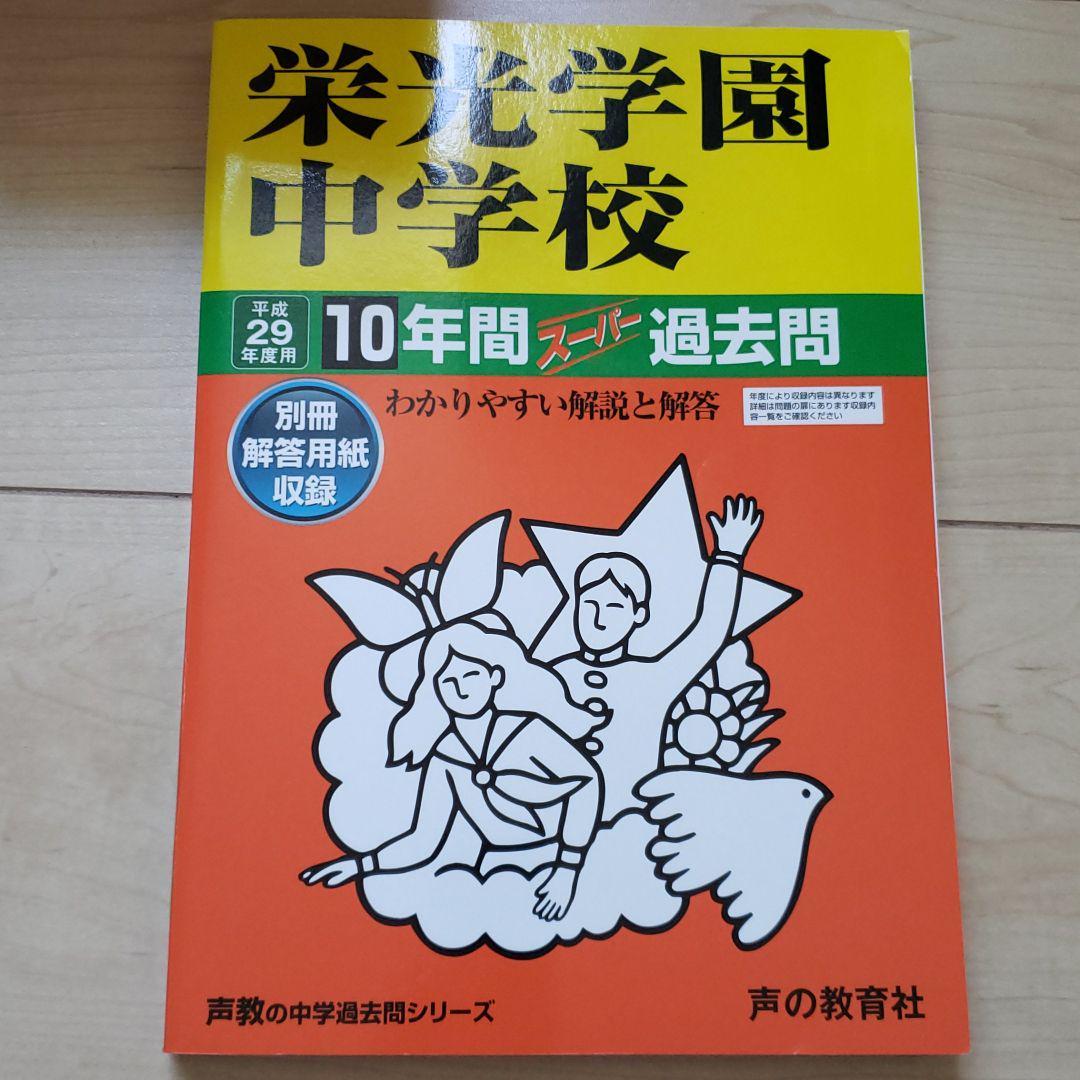 栄光学園
中学校
平成
29
年度用
10年間スーパー過去問
わかりやすい解説と解答
年度により収録内容は異なります
詳細は問題の扉にあります収録内
容一覧をご確認ください
別冊
解答用紙
収録
声教の中学過去問シリーズ
声の教育社